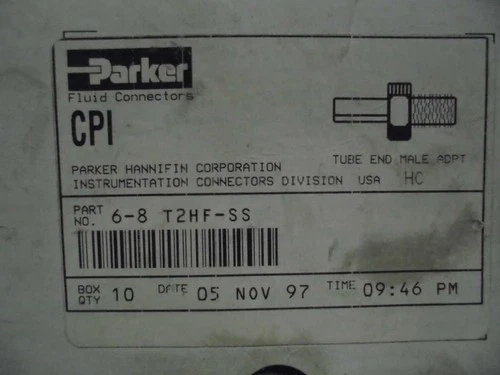 Parker
Fluid Connectors
CPI
TUBE END MALE ADPT
PARKER HANNIFIN CORPORATION
INSTRUMENTATION CONNECTORS DIVISION USA HC
PART NO. 6-8 T2HF-SS
BOX QTY 10 DATE 05 NOV 97 TIME 09:46 PM